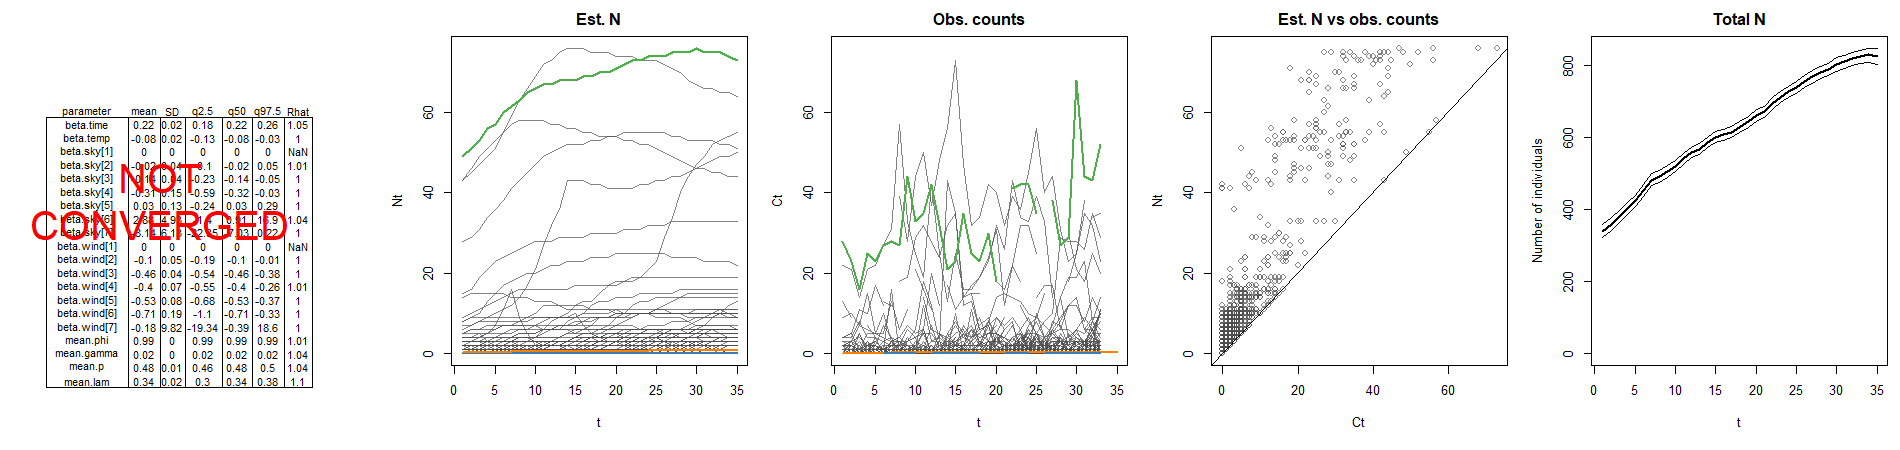 Est. N
Obs. counts
Est. N vs obs. counts
Total N
parameter mean SD q2.5 q50 q97.5 Rhat
beta.time 0.22 0.02 0.18 0.22 0.26 1.05
beta.temp -0.08 0.02 -0.13 -0.08 -0.03 1
beta.sky[1] 0 0 0 0 0 NaN
beta.sky[2] -0.02 0.04 -0.1 -0.02 0.05 1.01
beta.sky[3] -0.14 0.04 -0.23 -0.14 -0.05 1
beta.sky[4] -0.31 0.15 -0.59 -0.32 -0.03 1
beta.sky[5] 0.03 0.13 -0.24 0.03 0.29 1
beta.sky[6] 1.04
beta.sky[7] 1
beta.wind[1] 0 0 0 0 0 NaN
beta.wind[2] -0.1 0.05 -0.19 -0.1 -0.01 1
beta.wind[3] -0.46 0.04 -0.54 -0.46 -0.38 1
beta.wind[4] -0.4 0.07 -0.55 -0.4 -0.26 1.01
beta.wind[5] -0.53 0.08 -0.68 -0.53 -0.37 1
beta.wind[6] -0.71 0.19 -1.1 -0.71 -0.33 1
beta.wind[7] -0.18 9.82 -19.34 -0.39 18.6 1
mean.phi 0.99 0 0.99 0.99 0.99 1.01
mean.gamma 0.02 0 0.02 0.02 0.02 1.04
mean.p 0.48 0.01 0.46 0.48 0.5 1.04
mean.lam 0.34 0.02 0.3 0.34 0.38 1.1
NOT
CONVERGED
Nt
0 20 40 60
0 5 10 15 20 25 30 35
t
Ct
0 20 40 60
0 5 10 15 20 25 30 35
t
Nt
0 20 40 60
0 20 40 60
Ct
Number of individuals
0 200 400 600 800
0 5 10 15 20 25 30 35
t